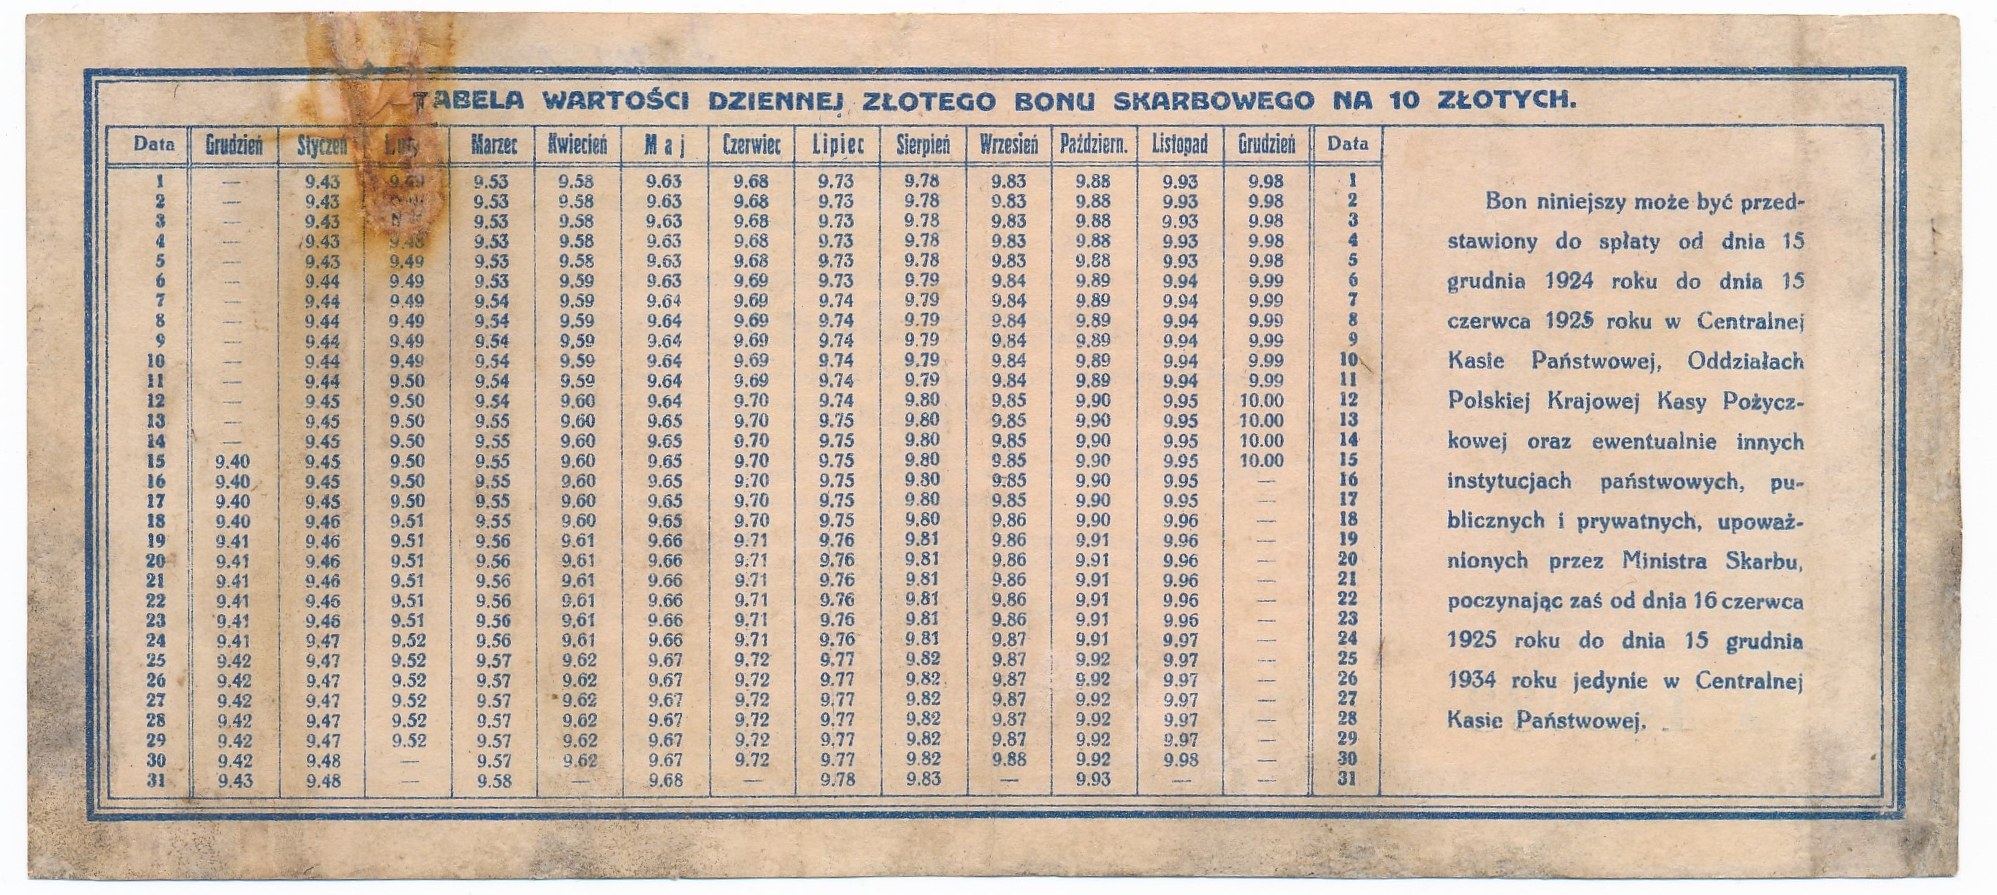 TABELA WARTOŚCI DZIENNEJ ZŁOTEGO BONU SKARBOWEGO NA 10 ZŁOTYCH.
Data Grudzień Styczeń Luty Marzec Kwiecień Maj Czerwiec Lipiec Sierpień Wrzesień Październ. Listopad Grudzień Data
1 — 9.43 9.53 9.58 9.63 9.68 9.73 9.78 9.83 9.88 9.93 9.98 1
2 — 9.43 9.53 9.58 9.63 9.68 9.73 9.78 9.83 9.88 9.93 9.98 2
3 — 9.43 9.53 9.58 9.63 9.68 9.73 9.78 9.83 9.88 9.93 9.98 3
4 — 9.43 9.48 9.53 9.58 9.63 9.68 9.73 9.78 9.83 9.88 9.93 9.98 4
5 — 9.43 9.49 9.53 9.58 9.63 9.68 9.73 9.78 9.83 9.88 9.93 9.98 5
6 — 9.44 9.49 9.53 9.59 9.63 9.69 9.73 9.79 9.84 9.89 9.94 9.99 6
7 — 9.44 9.49 9.54 9.59 9.64 9.69 9.74 9.79 9.84 9.89 9.94 9.99 7
8 — 9.44 9.49 9.54 9.59 9.64 9.69 9.74 9.79 9.84 9.89 9.94 9.99 8
9 — 9.44 9.49 9.54 9.59 9.64 9.69 9.74 9.79 9.84 9.89 9.94 9.99 9
10 — 9.44 9.49 9.54 9.59 9.64 9.69 9.74 9.79 9.84 9.89 9.94 9.99 10
11 — 9.44 9.50 9.54 9.59 9.64 9.69 9.74 9.79 9.84 9.89 9.94 9.99 11
12 — 9.45 9.50 9.54 9.60 9.64 9.70 9.74 9.80 9.85 9.90 9.95 10.00 12
13 — 9.45 9.50 9.55 9.60 9.65 9.70 9.75 9.80 9.85 9.90 9.95 10.00 13
14 — 9.45 9.50 9.55 9.60 9.65 9.70 9.75 9.80 9.85 9.90 9.95 10.00 14
15 9.40 9.45 9.50 9.55 9.60 9.65 9.70 9.75 9.80 9.85 9.90 9.95 10.00 15
16 9.40 9.45 9.50 9.55 9.60 9.65 9.70 9.75 9.80 9.85 9.90 9.95 — 16
17 9.40 9.45 9.50 9.55 9.60 9.65 9.70 9.75 9.80 9.85 9.90 9.95 — 17
18 9.40 9.46 9.51 9.55 9.60 9.65 9.70 9.75 9.80 9.86 9.90 9.96 — 18
19 9.41 9.46 9.51 9.56 9.61 9.66 9.71 9.76 9.81 9.86 9.91 9.96 — 19
20 9.41 9.46 9.51 9.56 9.61 9.66 9.71 9.76 9.81 9.86 9.91 9.96 — 20
21 9.41 9.46 9.51 9.56 9.61 9.66 9.71 9.76 9.81 9.86 9.91 9.96 — 21
22 9.41 9.46 9.51 9.56 9.61 9.66 9.71 9.76 9.81 9.86 9.91 9.96 — 22
23 9.41 9.46 9.51 9.56 9.61 9.66 9.71 9.76 9.81 9.86 9.91 9.96 — 23
24 9.41 9.47 9.52 9.56 9.61 9.66 9.71 9.76 9.81 9.87 9.91 9.97 — 24
25 9.42 9.47 9.52 9.57 9.62 9.67 9.72 9.77 9.82 9.87 9.92 9.97 — 25
26 9.42 9.47 9.52 9.57 9.62 9.67 9.72 9.77 9.82 9.87 9.92 9.97 — 26
27 9.42 9.47 9.52 9.57 9.62 9.67 9.72 9.77 9.82 9.87 9.92 9.97 — 27
28 9.42 9.47 9.52 9.57 9.62 9.67 9.72 9.77 9.82 9.87 9.92 9.97 — 28
29 9.42 9.47 9.52 9.57 9.62 9.67 9.72 9.77 9.82 9.87 9.92 9.97 — 29
30 9.42 9.48 — 9.57 9.62 9.67 9.72 9.77 9.82 9.88 9.92 9.98 — 30
31 9.43 9.48 — 9.58 — 9.68 — 9.78 9.83 — 9.93 — — 31
Bon niniejszy może być przed-
stawiony do spłaty od dnia 15
grudnia 1924 roku do dnia 15
czerwca 1925 roku w Centralnej
Kasie Państwowej, Oddziałach
Polskiej Krajowej Kasy Pożycz-
kowej oraz ewentualnie innych
instytucjach państwowych, pu-
blicznych i prywatnych, upoważ-
nionych przez Ministra Skarbu,
poczynając zaś od dnia 16 czerwca
1925 roku do dnia 15 grudnia
1934 roku jedynie w Centralnej
Kasie Państwowej.